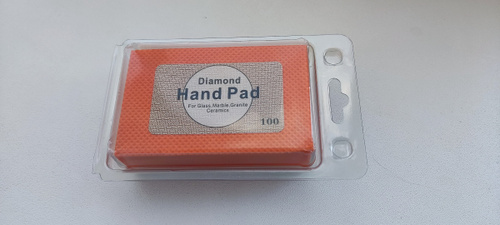 Diamond
Hand Pad
For Glass,Marble,Granite
Ceramics
100